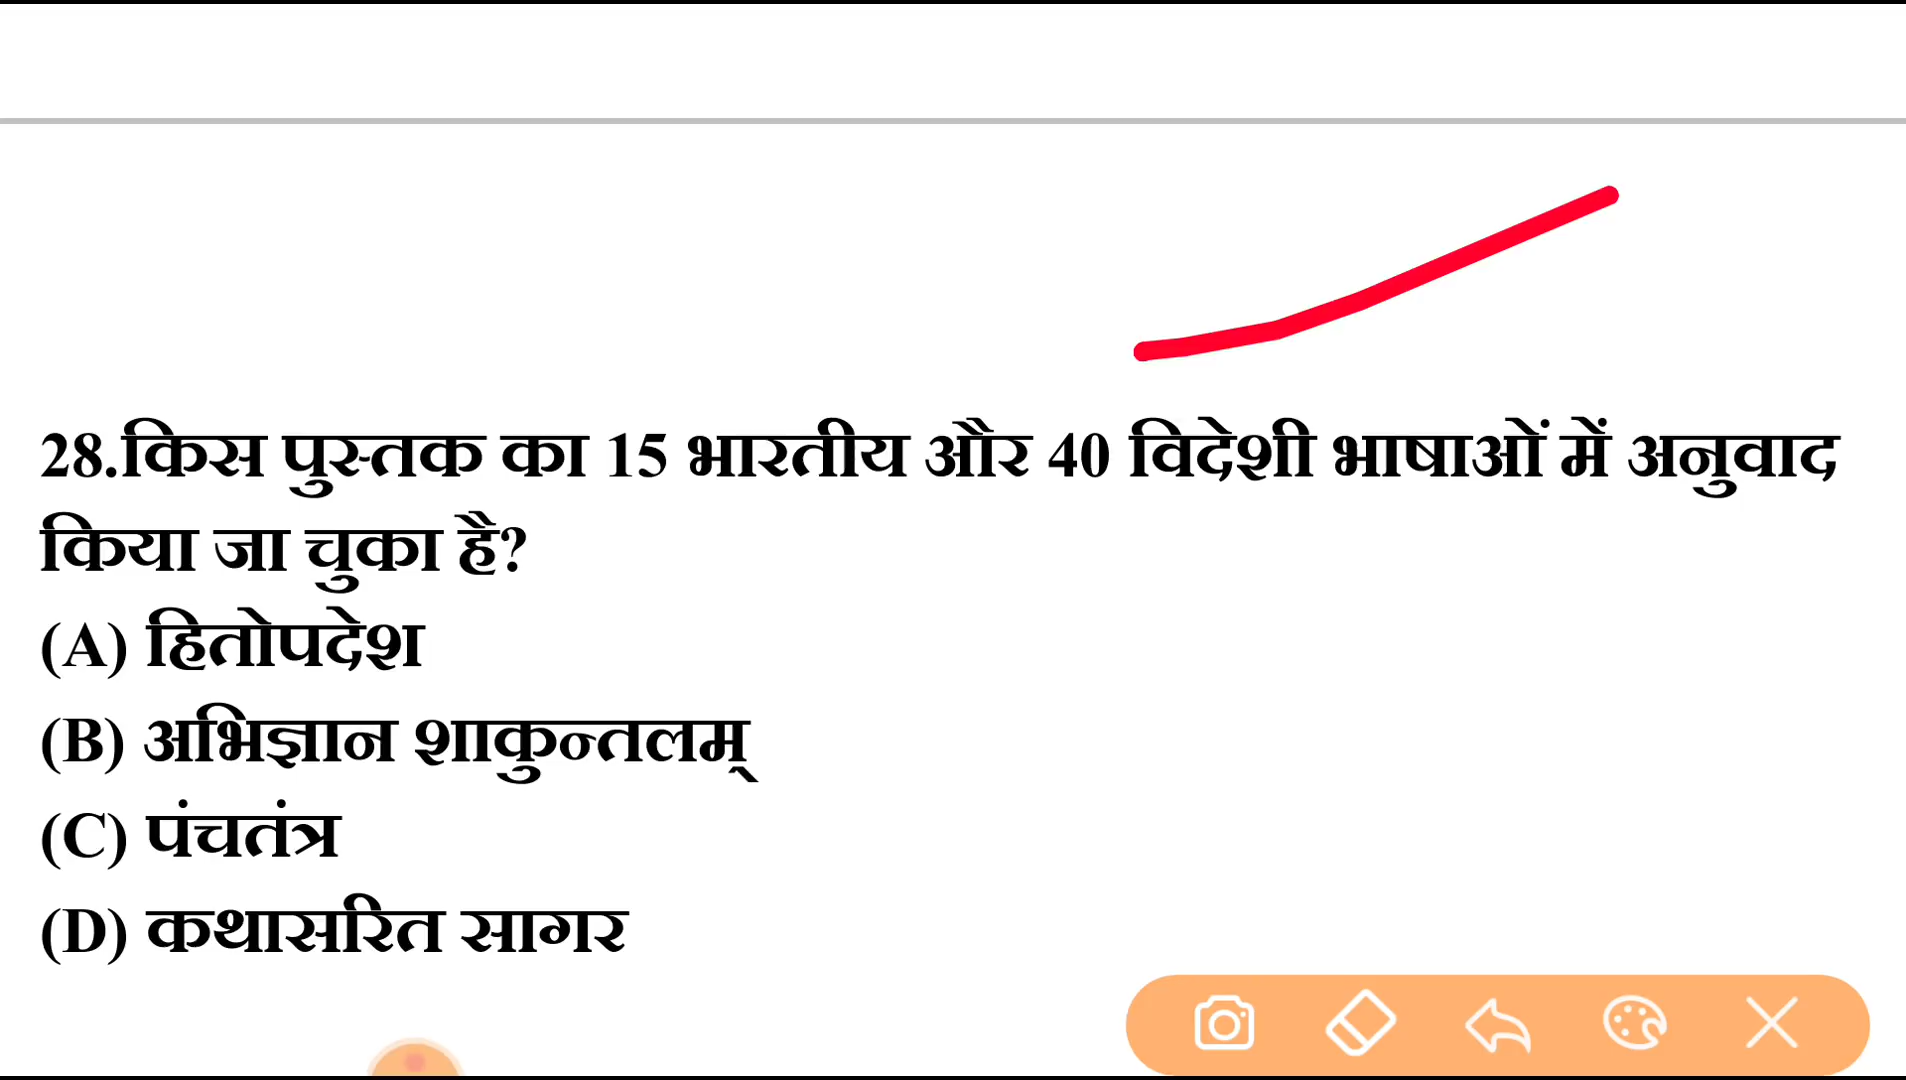 28.किस पुस्तक का 15 भारतीय और 40 विदेशी भाषाओं में अनुवाद
किया जा चुका है?
(A) हितोपदेश
(B) अभिज्ञान शाकुन्तलम्
(C) पंचतंत्र
(D) कथासरित सागर